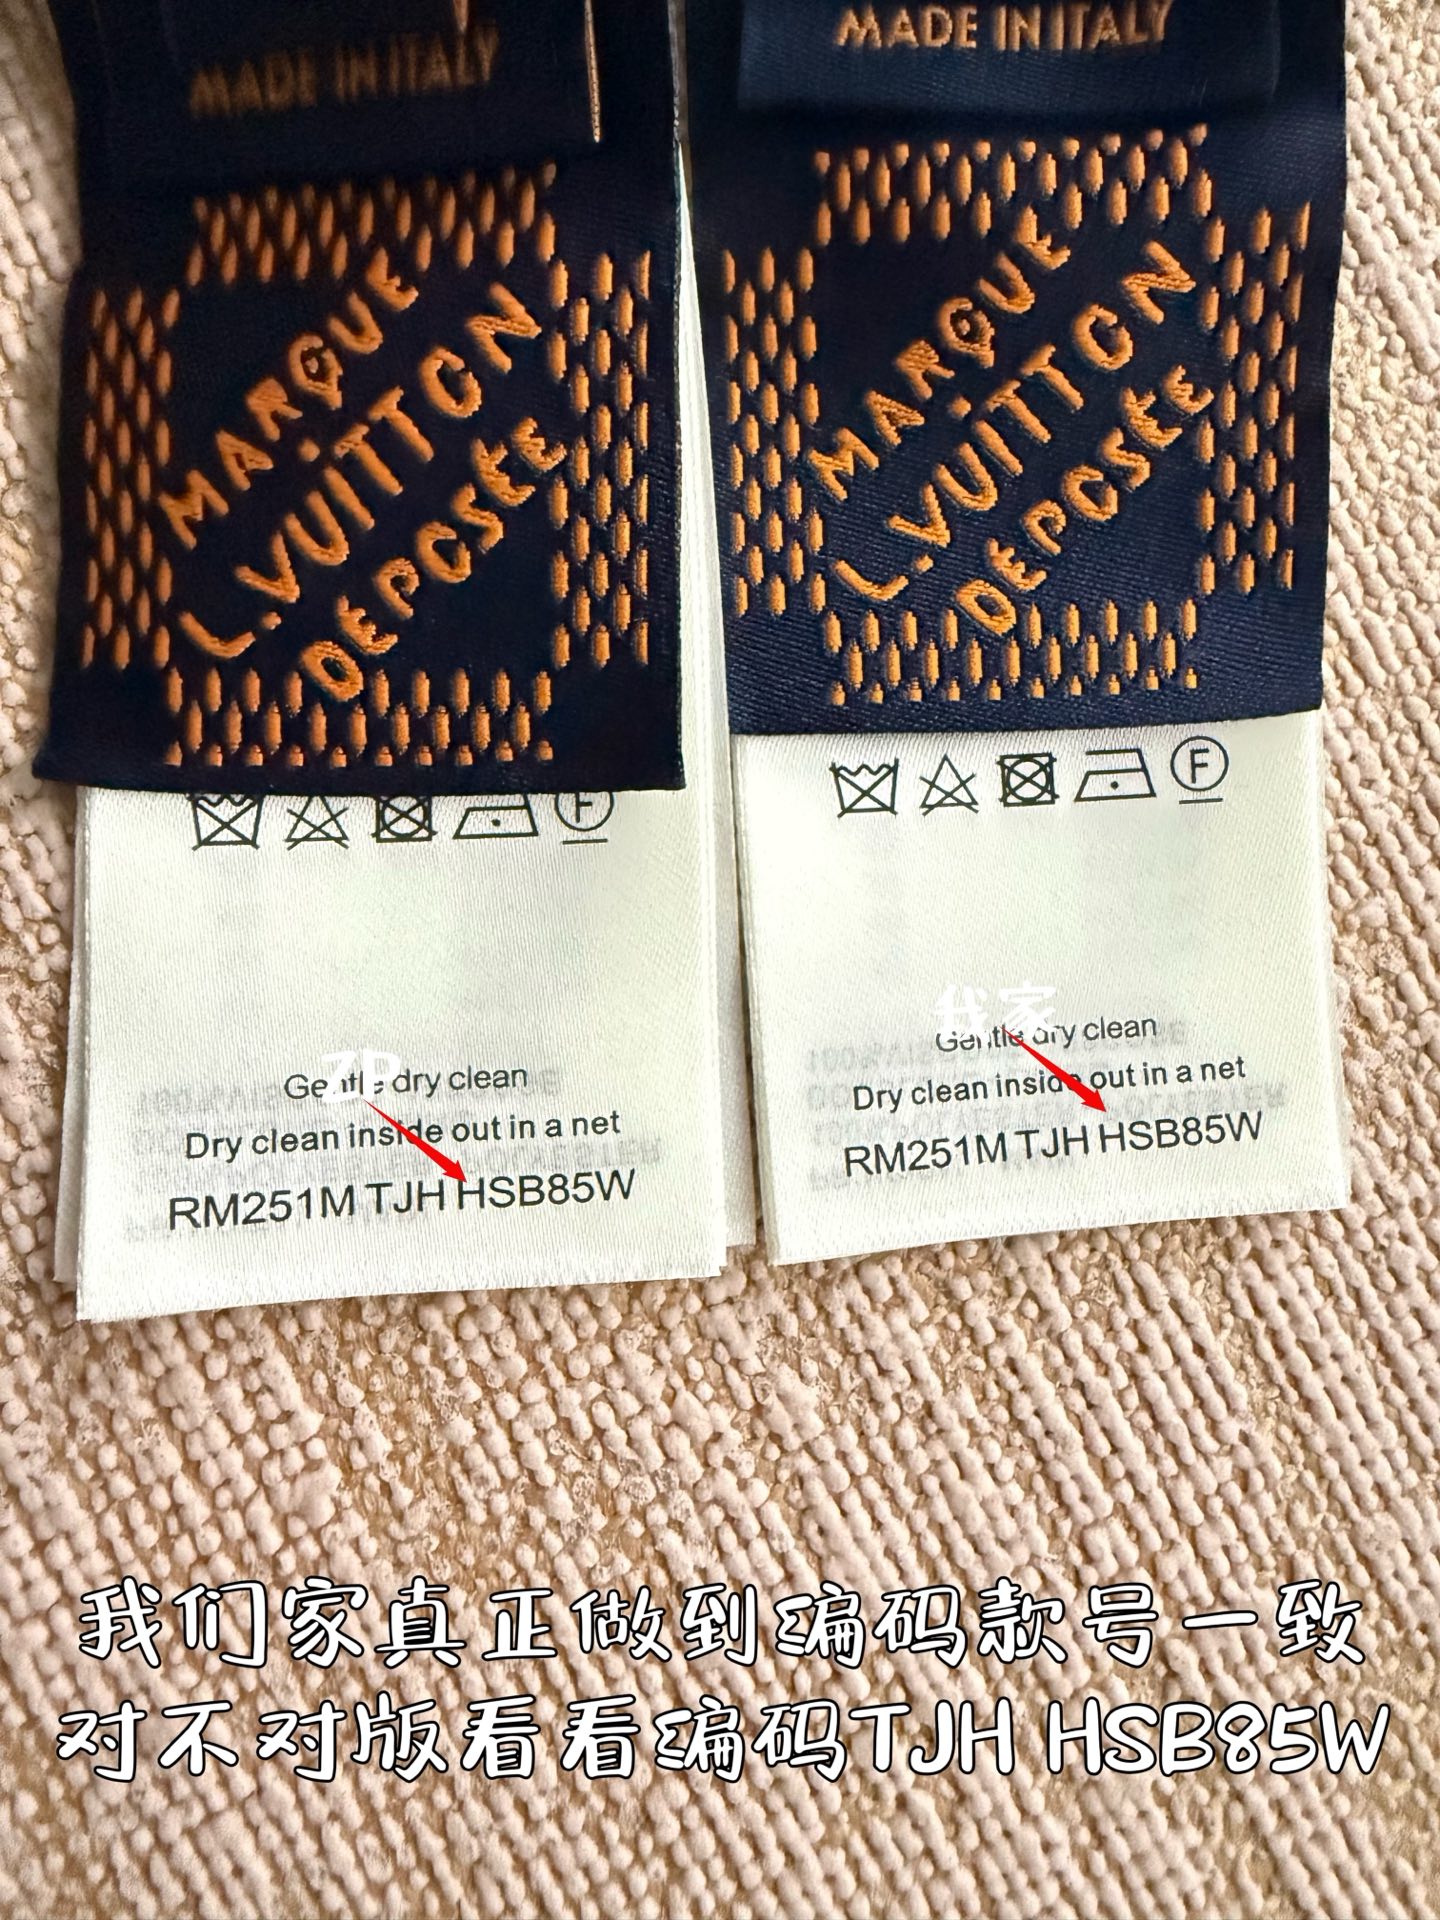 MADE IN ITALY
MARQUE
L.VUITTON
DÉPOSÉE
F
ZP
Gentle dry clean
Dry clean inside out in a net
RM251M TJH HSB85W
MADE IN ITALY
MARQUE
L.VUITTON
DÉPOSÉE
F
我家
Gentle dry clean
Dry clean inside out in a net
RM251M TJH HSB85W
我们家真正做到编码款号一致
对不对版看看编码TJH HSB85W